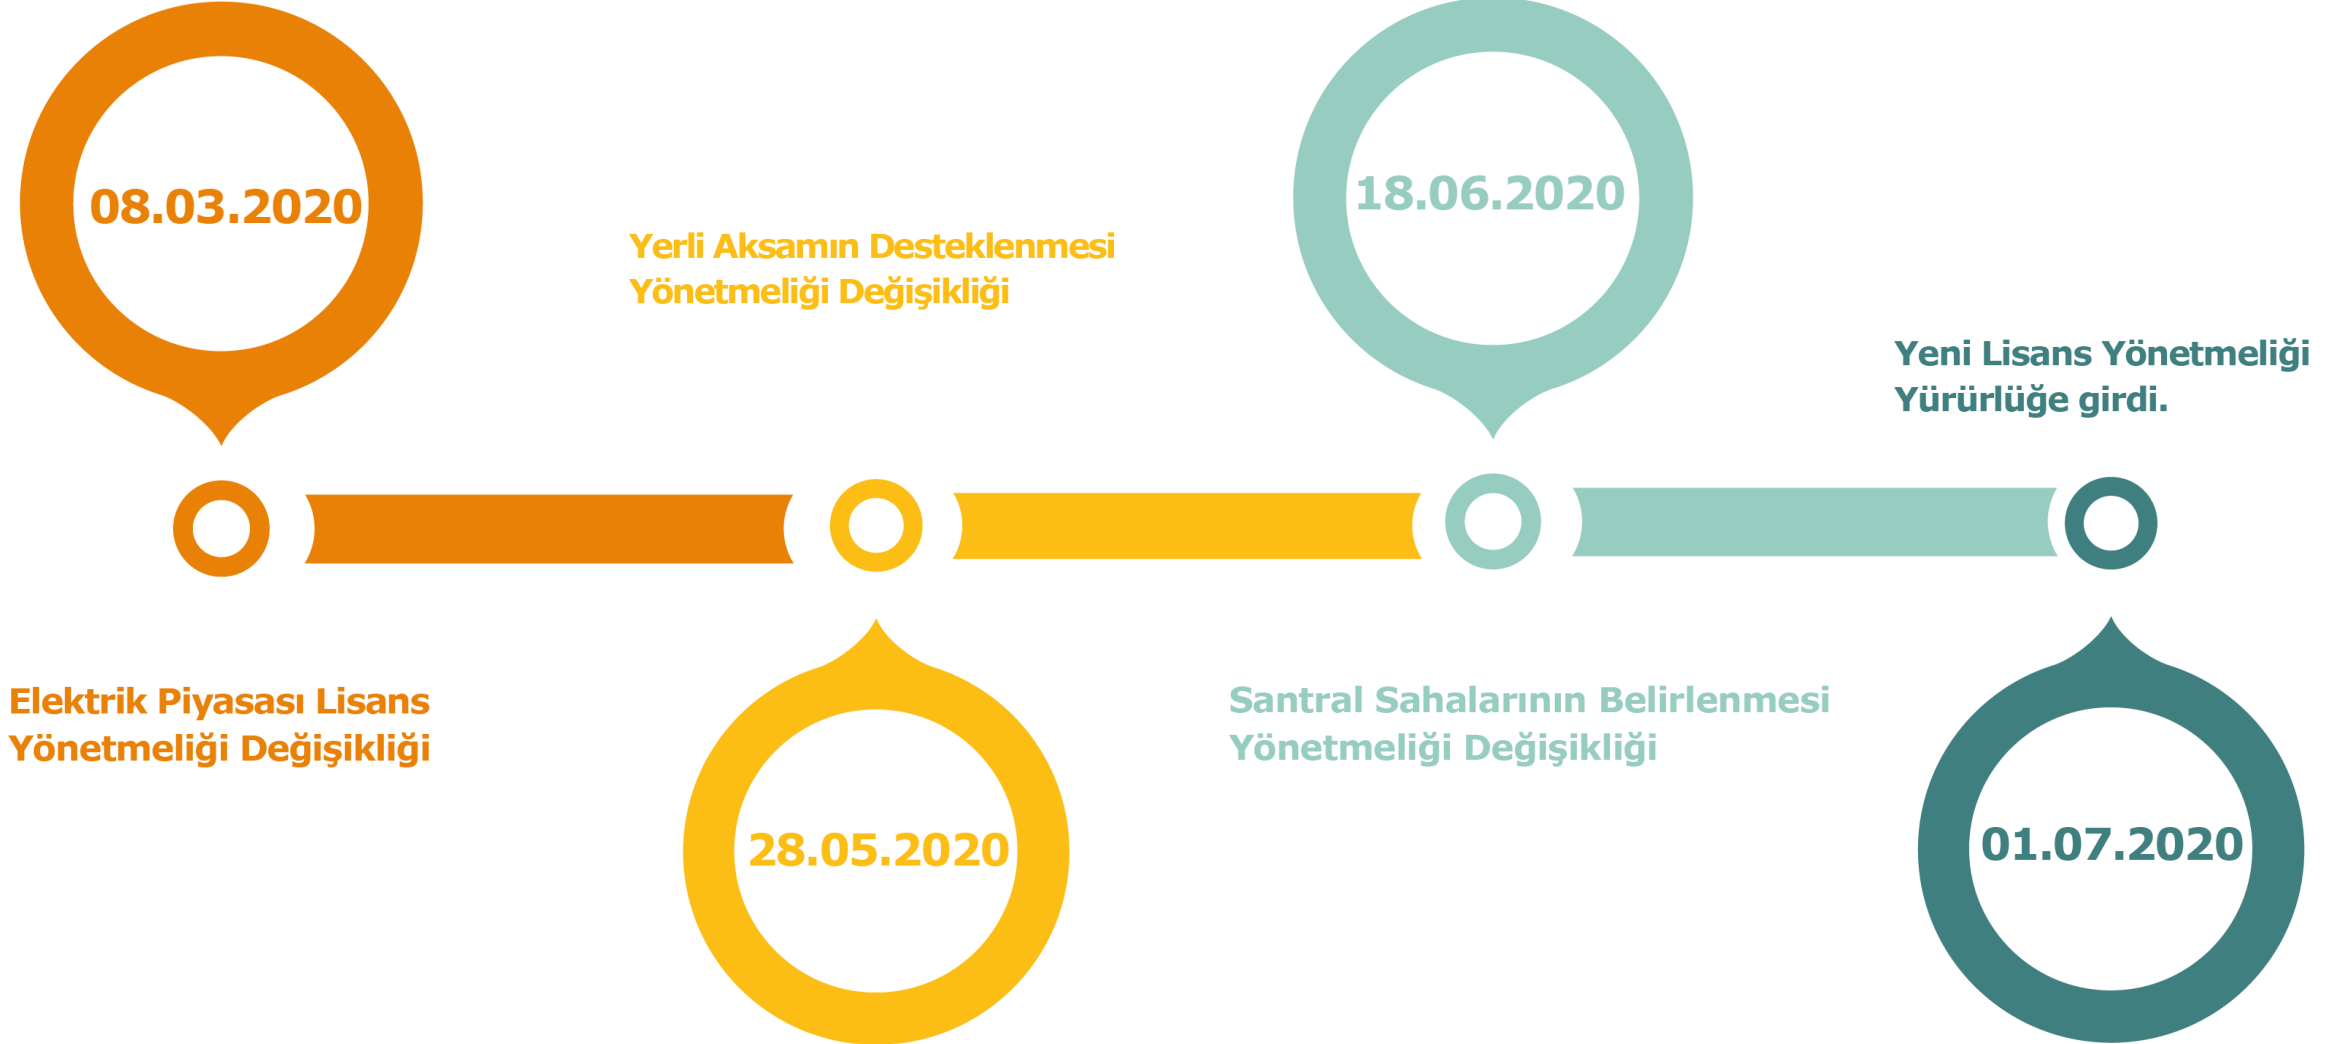 08.03.2020
Elektrik Piyasası Lisans
Yönetmeliği Değişikliği
Yerli Aksamın Desteklenmesi
Yönetmeliği Değişikliği
28.05.2020
18.06.2020
Santral Sahalarının Belirlenmesi
Yönetmeliği Değişikliği
Yeni Lisans Yönetmeliği
Yürürlüğe girdi.
01.07.2020